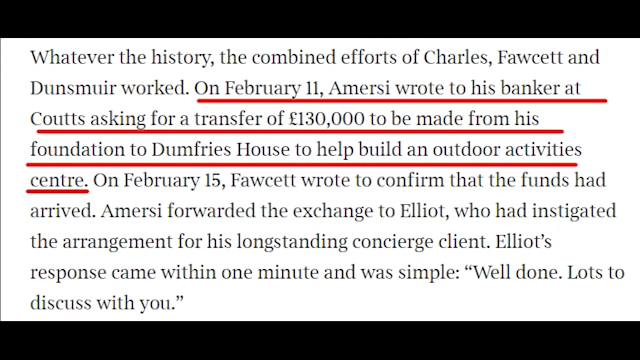 Whatever the history, the combined efforts of Charles, Fawcett and
Dunsmuir worked. On February 11, Amersi wrote to his banker at
Coutts asking for a transfer of £130,000 to be made from his
foundation to Dumfries House to help build an outdoor activities
centre. On February 15, Fawcett wrote to confirm that the funds had
arrived. Amersi forwarded the exchange to Elliot, who had instigated
the arrangement for his longstanding concierge client. Elliot’s
response came within one minute and was simple: “Well done. Lots to
discuss with you.”